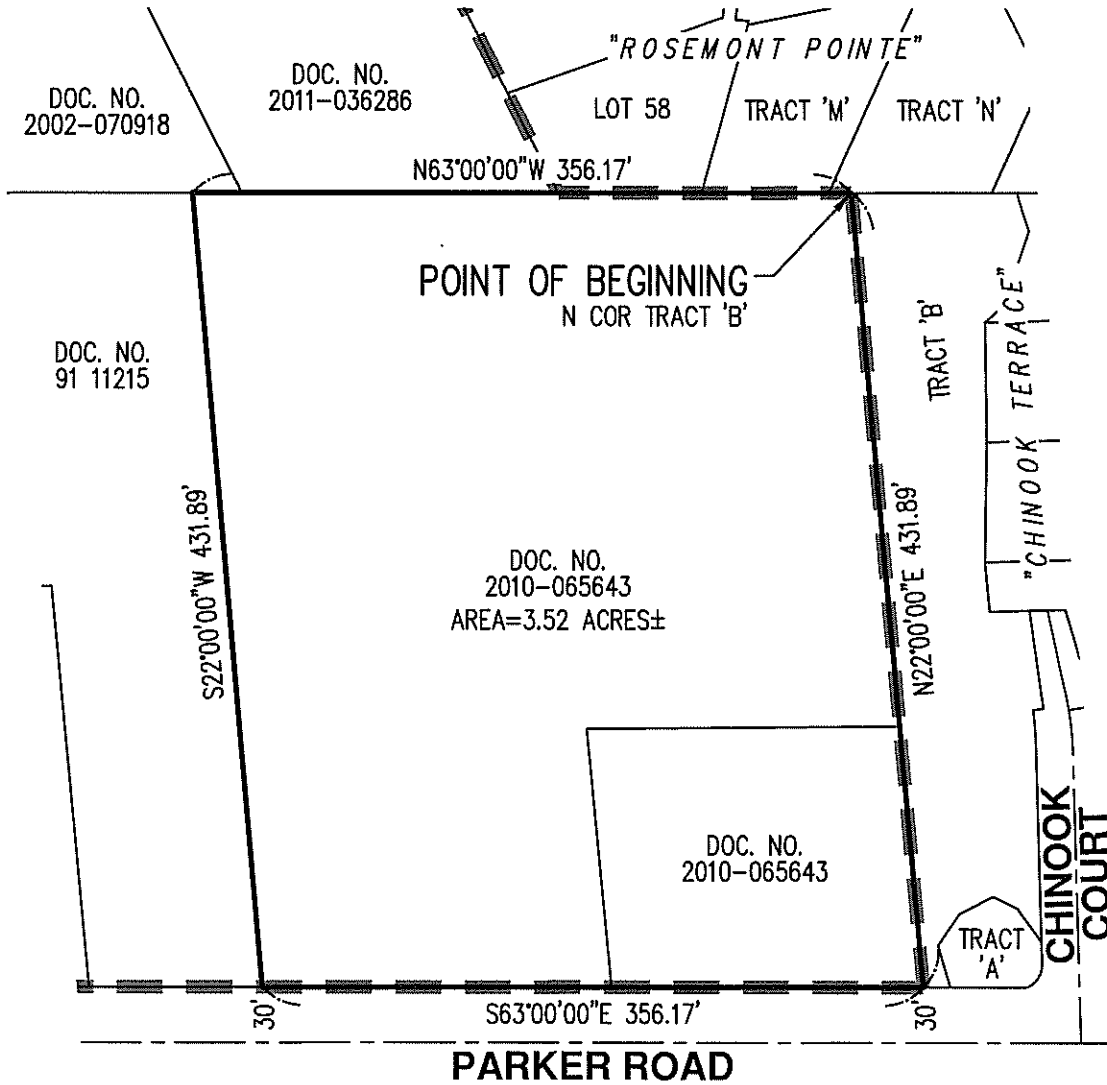 "ROSEMONT POINTE"
DOC. NO.
2002-070918
DOC. NO.
2011-036286
LOT 58
TRACT 'M'
TRACT 'N'
N63°00'00"W 356.17'
POINT OF BEGINNING
N COR TRACT 'B'
DOC. NO.
91 11215
TRACT 'B'
"CHINOOK TERRACE"
S22°00'00"W 431.89'
DOC. NO.
2010-065643
AREA=3.52 ACRES±
N22°00'00"E 431.89'
DOC. NO.
2010-065643
TRACT
'A'
CHINOOK
COURT
30'
S63°00'00"E 356.17'
30'
PARKER ROAD